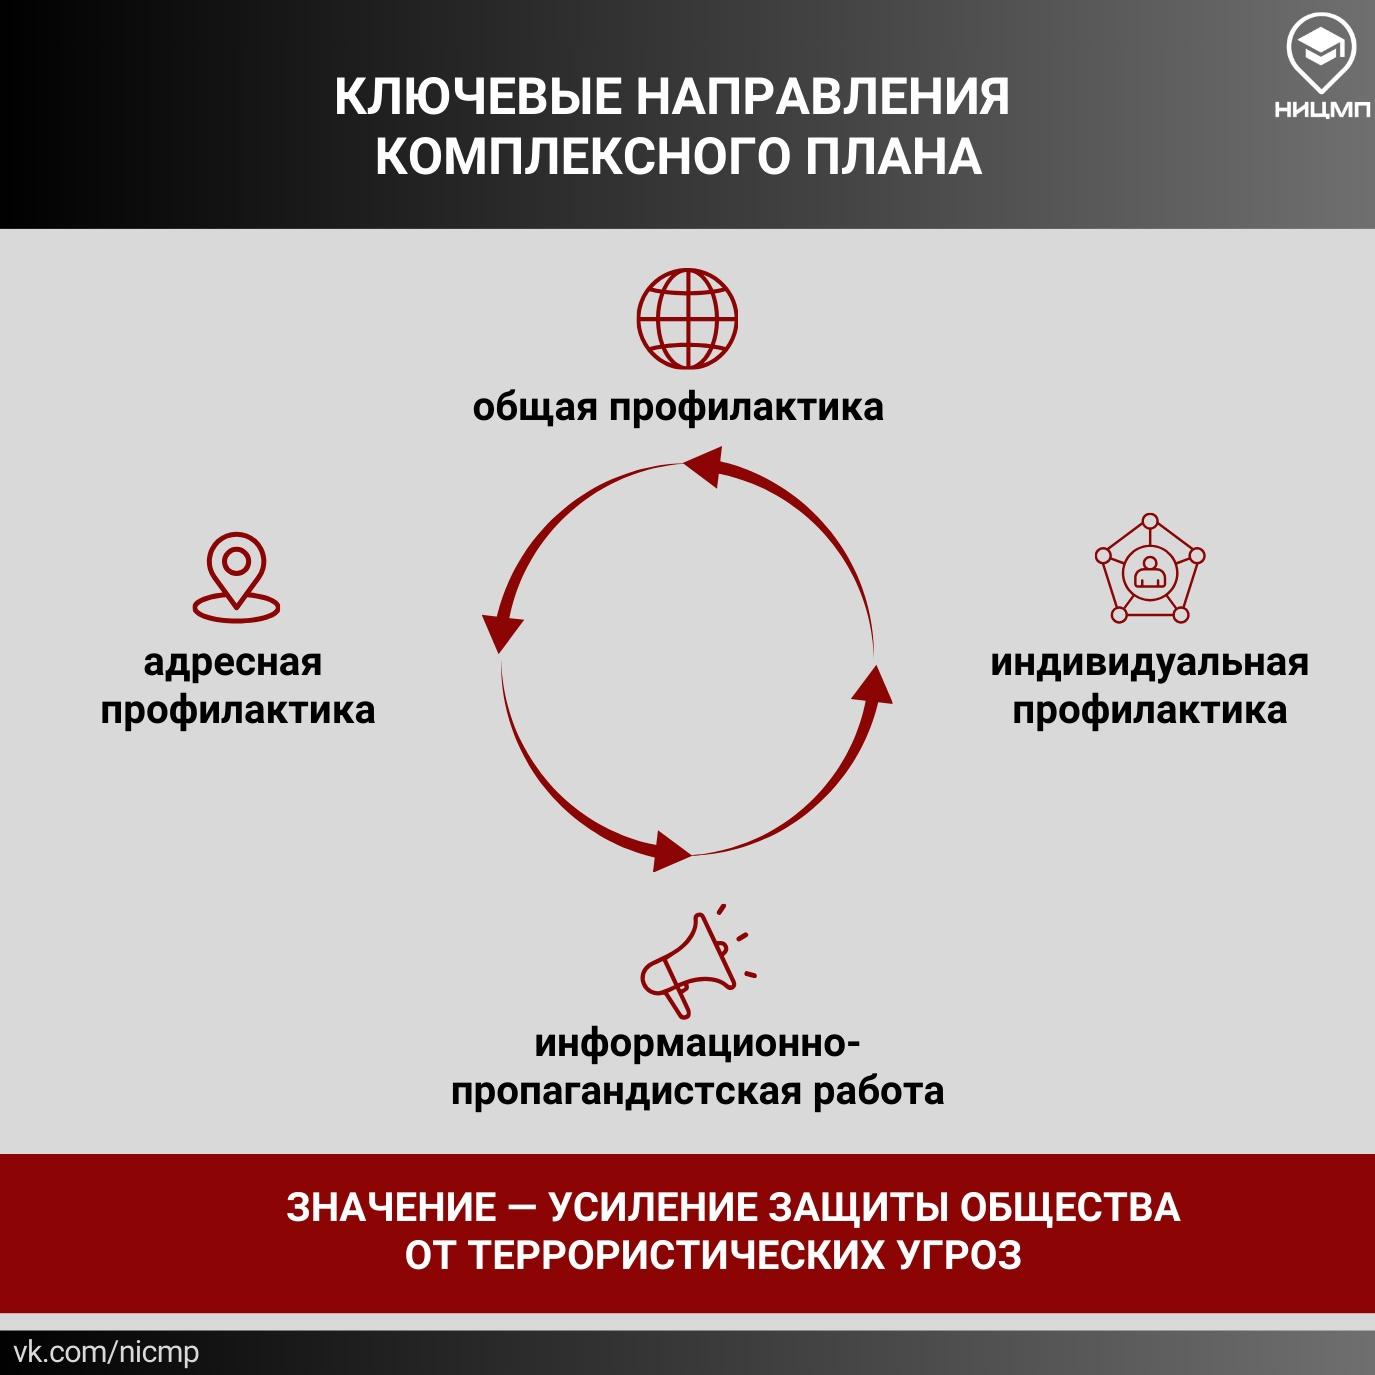 НИЦМП
КЛЮЧЕВЫЕ НАПРАВЛЕНИЯ
КОМПЛЕКСНОГО ПЛАНА
общая профилактика
адресная
профилактика
индивидуальная
профилактика
информационно-
пропагандистская работа
ЗНАЧЕНИЕ — УСИЛЕНИЕ ЗАЩИТЫ ОБЩЕСТВА
ОТ ТЕРРОРИСТИЧЕСКИХ УГРОЗ
vk.com/nicmp